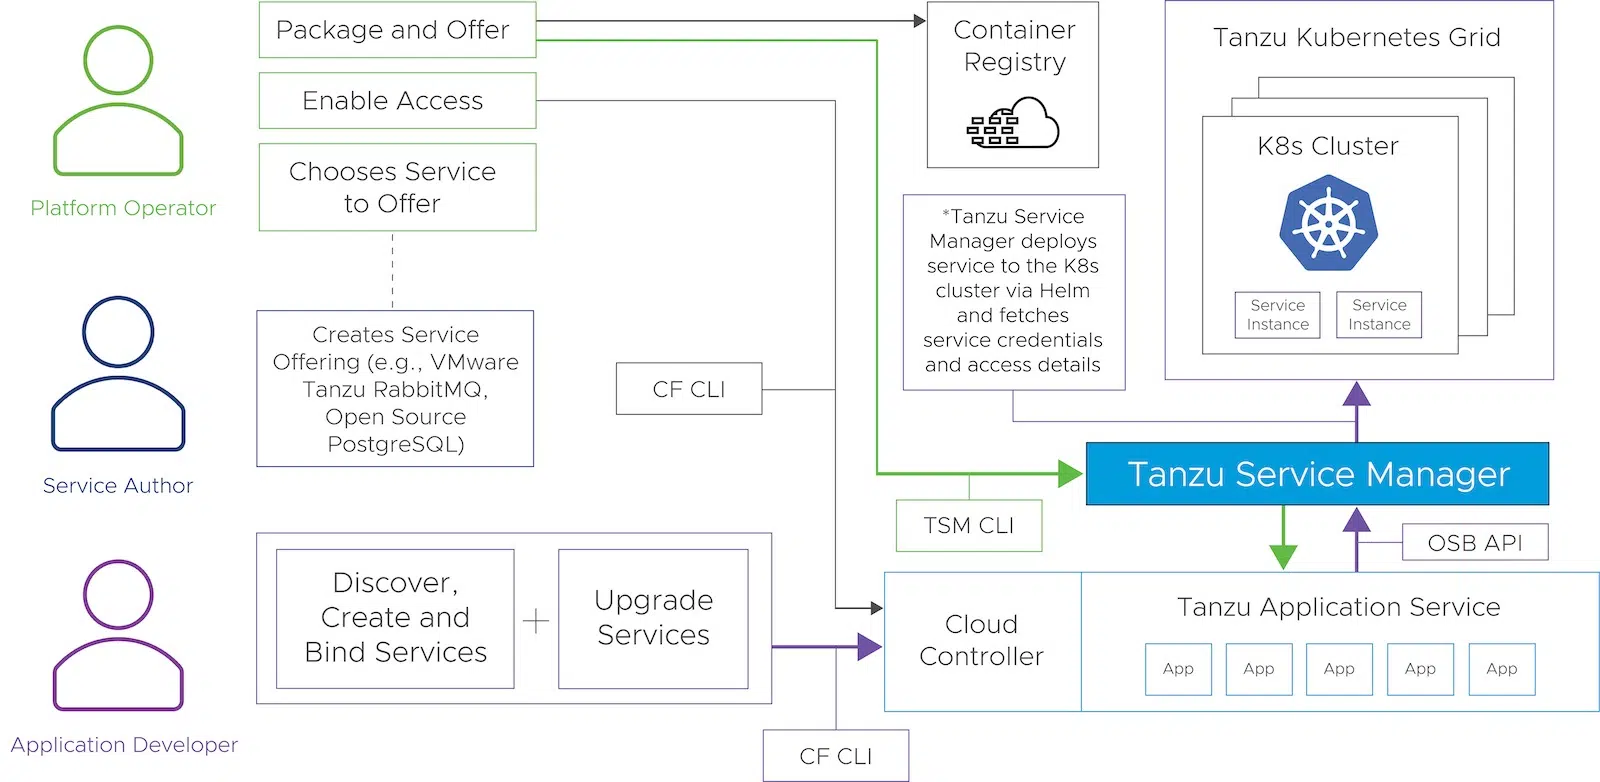 Package and Offer
Enable Access
Chooses Service
to Offer
Platform Operator
Container
Registry
Tanzu Kubernetes Grid
K8s Cluster
Service
Instance
Service
Instance
*Tanzu Service
Manager deploys
service to the K8s
cluster via Helm
and fetches
service credentials
and access details
Creates Service
Offering (e.g., VMware
Tanzu RabbitMQ,
Open Source
PostgreSQL)
Service Author
CF CLI
Tanzu Service Manager
TSM CLI
OSB API
Discover,
Create and
Bind Services
+
Upgrade
Services
Application Developer
Cloud
Controller
Tanzu Application Service
App
App
App
App
App
CF CLI